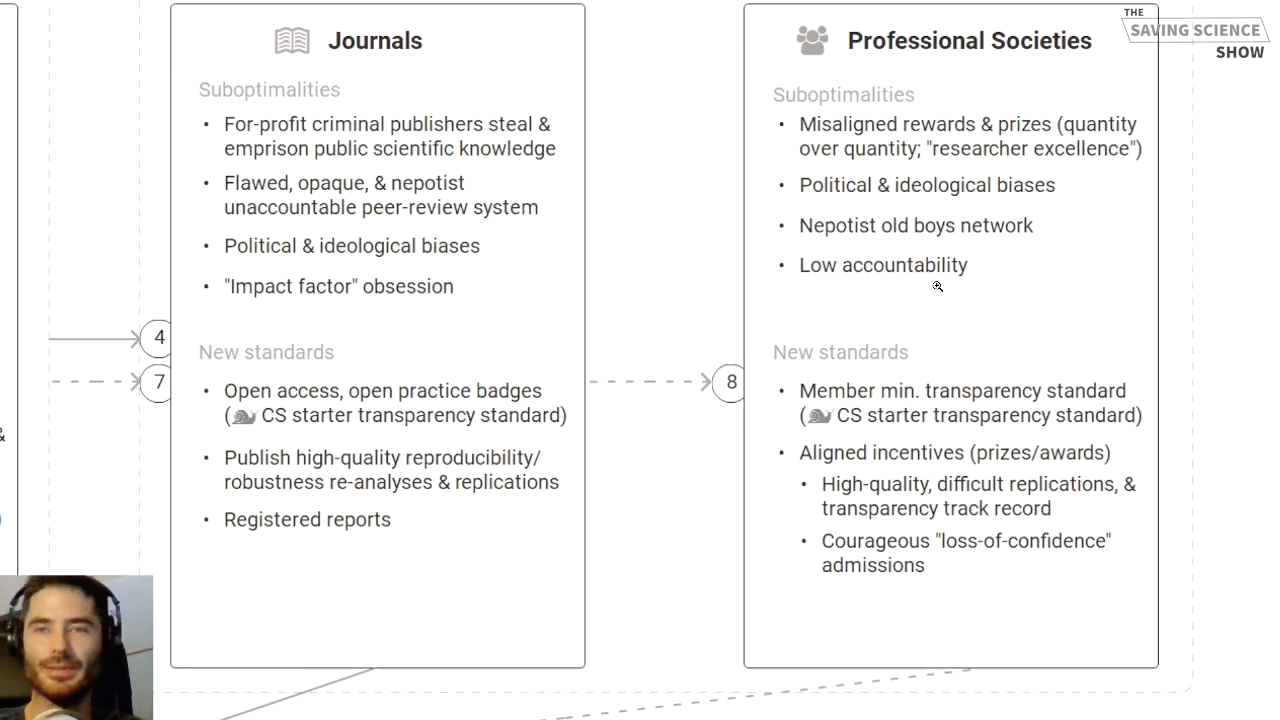 THE
SAVING SCIENCE
SHOW
Journals
Suboptimalities
• For-profit criminal publishers steal &
emprison public scientific knowledge
• Flawed, opaque, & nepotist
unaccountable peer-review system
• Political & ideological biases
• "Impact factor" obsession
4
7
New standards
• Open access, open practice badges
(CS starter transparency standard)
• Publish high-quality reproducibility/
robustness re-analyses & replications
• Registered reports
Professional Societies
Suboptimalities
• Misaligned rewards & prizes (quantity
over quantity; "researcher excellence")
• Political & ideological biases
• Nepotist old boys network
• Low accountability
8
New standards
• Member min. transparency standard
(CS starter transparency standard)
• Aligned incentives (prizes/awards)
• High-quality, difficult replications, &
transparency track record
• Courageous "loss-of-confidence"
admissions
&